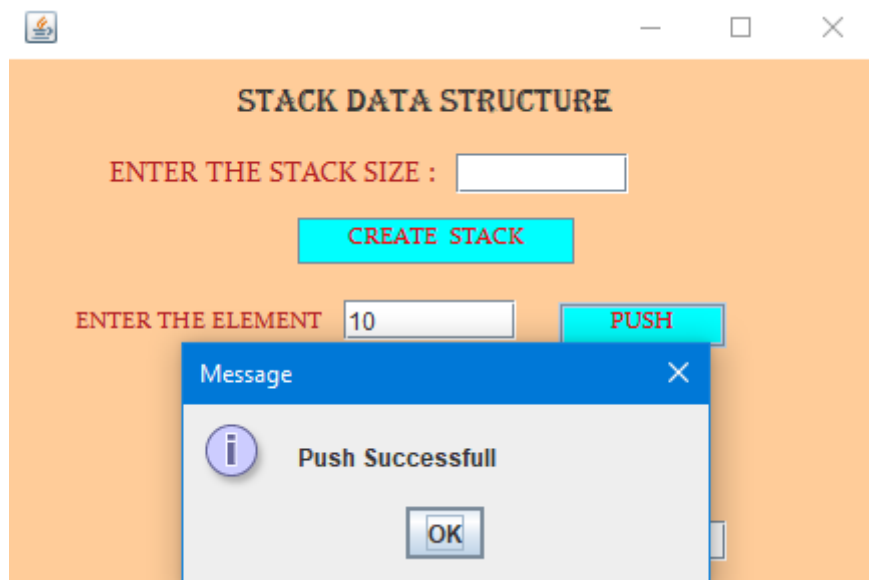 STACK DATA STRUCTURE
ENTER THE STACK SIZE :
CREATE STACK
ENTER THE ELEMENT 10 PUSH
Message
Push Successfull
OK